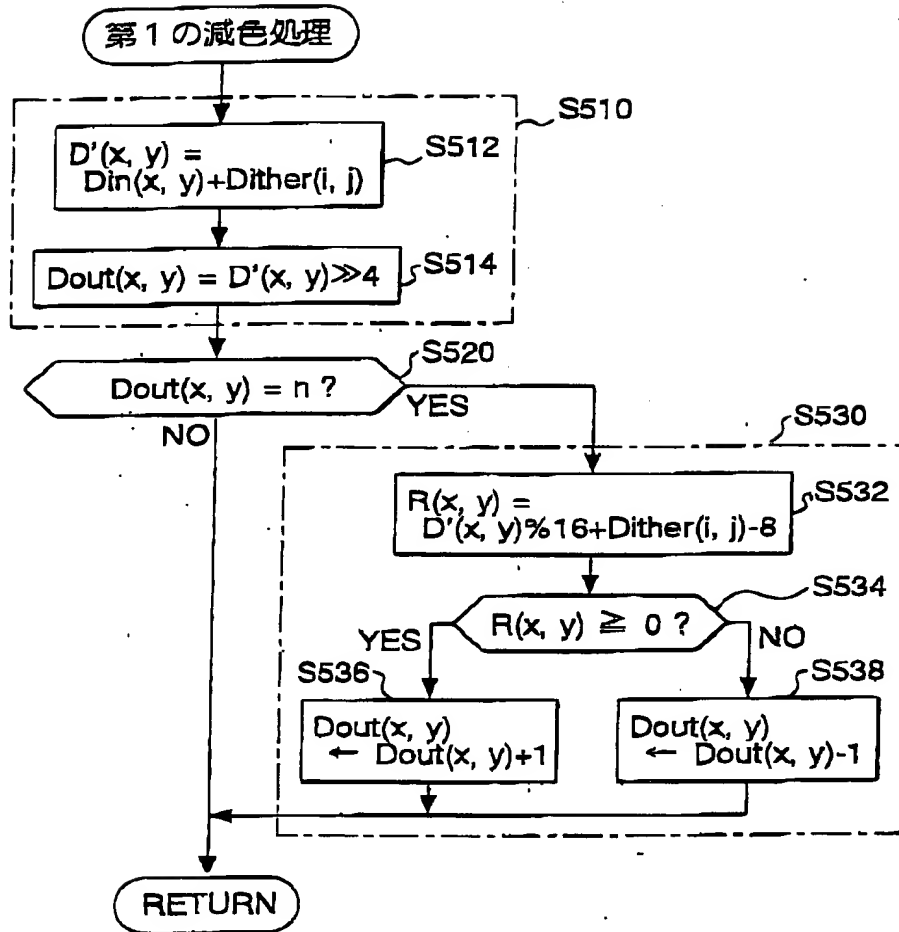 第1の減色処理
S510
D'(x, y) =
Din(x, y)+Dither(i, j)
S512
Dout(x, y) = D'(x, y)≫4
S514
S520
Dout(x, y) = n ?
YES
NO
S530
R(x, y) =
D'(x, y)%16+Dither(i, j)-8
S532
S534
R(x, y) ≧ 0 ?
YES
NO
S536
S538
Dout(x, y)
← Dout(x, y)+1
Dout(x, y)
← Dout(x, y)-1
RETURN